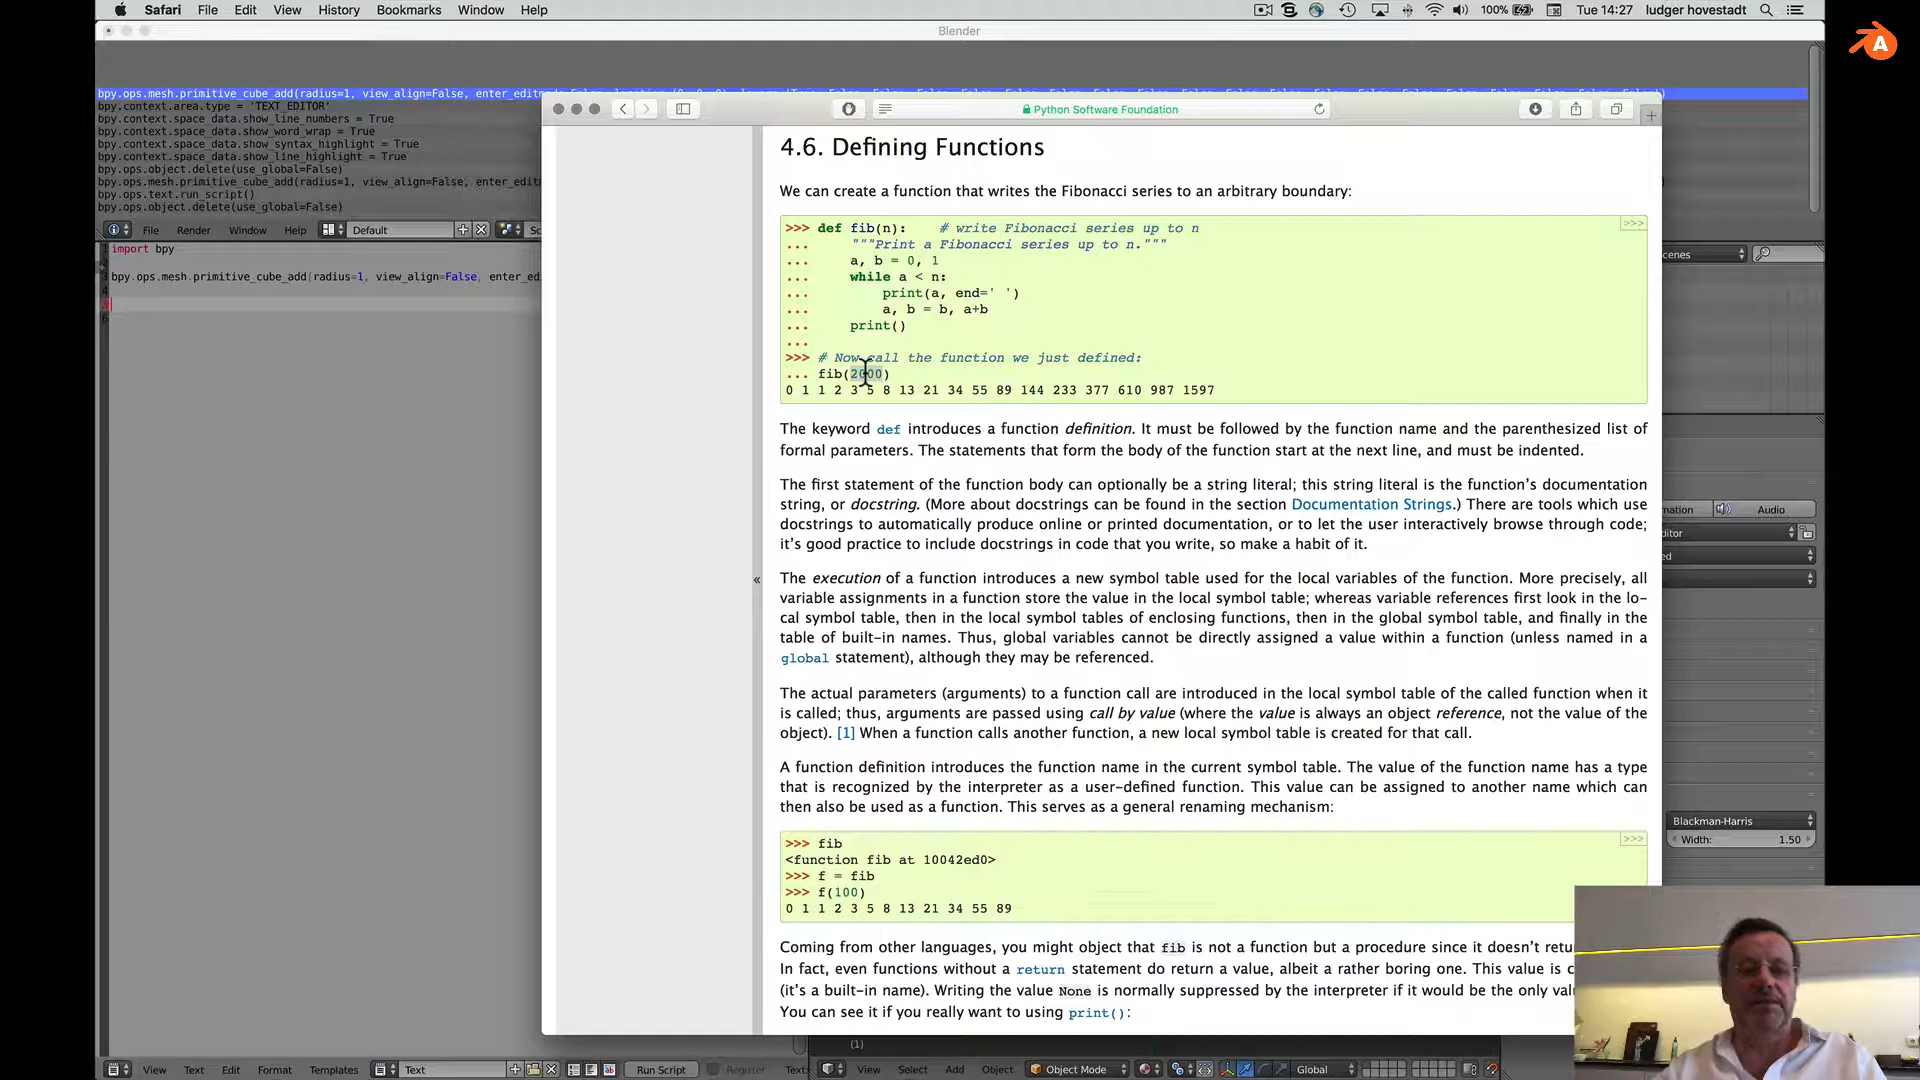 Safari File Edit View History Bookmarks Window Help
100% Tue 14:27 ludger hovestadt
Blender
bpy.ops.mesh.primitive_cube_add(radius=1, view_align=False,
bpy.context.area.type = 'TEXT_EDITOR'
bpy.context.space_data.show_line_numbers = True
bpy.context.space_data.show_word_wrap = True
bpy.context.space_data.show_syntax_highlight = True
bpy.context.space_data.show_line_highlight = True
bpy.ops.object.delete(use_global=False)
bpy.ops.mesh.primitive_cube_add(radius=1, view_align=False, enter_edit
bpy.ops.text.run_script()
bpy.ops.object.delete(use_global=False)
File Render Window Help Default Sc
1 import bpy
2
3 bpy.ops.mesh.primitive_cube_add(radius=1, view_align=False, enter_ed
4
5
6
Python Software Foundation
4.6. Defining Functions
We can create a function that writes the Fibonacci series to an arbitrary boundary:
>>>
>>> def fib(n): # write Fibonacci series up to n
... """Print a Fibonacci series up to n."""
... a, b = 0, 1
... while a < n:
... print(a, end=' ')
... a, b = b, a+b
... print()
...
>>> # Now call the function we just defined:
... fib(2000)
0 1 1 2 3 5 8 13 21 34 55 89 144 233 377 610 987 1597
The keyword def introduces a function definition. It must be followed by the function name and the parenthesized list of
formal parameters. The statements that form the body of the function start at the next line, and must be indented.
The first statement of the function body can optionally be a string literal; this string literal is the function’s documentation
string, or docstring. (More about docstrings can be found in the section Documentation Strings.) There are tools which use
docstrings to automatically produce online or printed documentation, or to let the user interactively browse through code;
it’s good practice to include docstrings in code that you write, so make a habit of it.
The execution of a function introduces a new symbol table used for the local variables of the function. More precisely, all
variable assignments in a function store the value in the local symbol table; whereas variable references first look in the lo-
cal symbol table, then in the local symbol tables of enclosing functions, then in the global symbol table, and finally in the
table of built-in names. Thus, global variables cannot be directly assigned a value within a function (unless named in a
global statement), although they may be referenced.
The actual parameters (arguments) to a function call are introduced in the local symbol table of the called function when it
is called; thus, arguments are passed using call by value (where the value is always an object reference, not the value of the
object). [1] When a function calls another function, a new local symbol table is created for that call.
A function definition introduces the function name in the current symbol table. The value of the function name has a type
that is recognized by the interpreter as a user-defined function. This value can be assigned to another name which can
then also be used as a function. This serves as a general renaming mechanism:
>>>
>>> fib
<function fib at 10042ed0>
>>> f = fib
>>> f(100)
0 1 1 2 3 5 8 13 21 34 55 89
Coming from other languages, you might object that fib is not a function but a procedure since it doesn’t retu
In fact, even functions without a return statement do return a value, albeit a rather boring one. This value is c
(it’s a built-in name). Writing the value None is normally suppressed by the interpreter if it would be the only valu
You can see it if you really want to using print():
«
cenes
mation Audio
ditor
ed
Blackman-Harris
Width: 1.50
(1)
View Text Edit Format Templates Text Run Script Register Text
View Select Add Object Object Mode Global
A